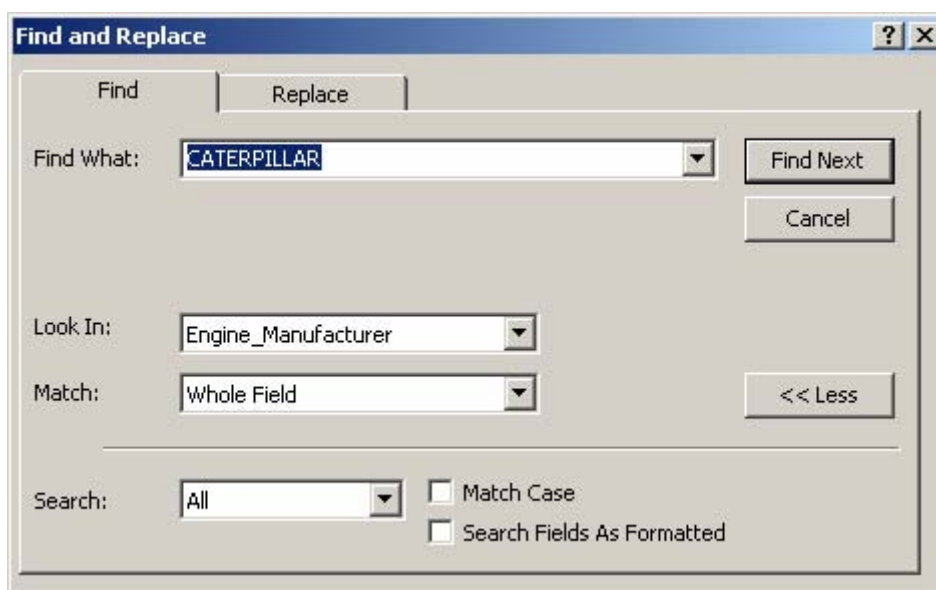 Find and Replace
Find Replace
Find What: CATERPILLAR Find Next
Cancel
Look In: Engine_Manufacturer
Match: Whole Field << Less
Search: All Match Case
Search Fields As Formatted